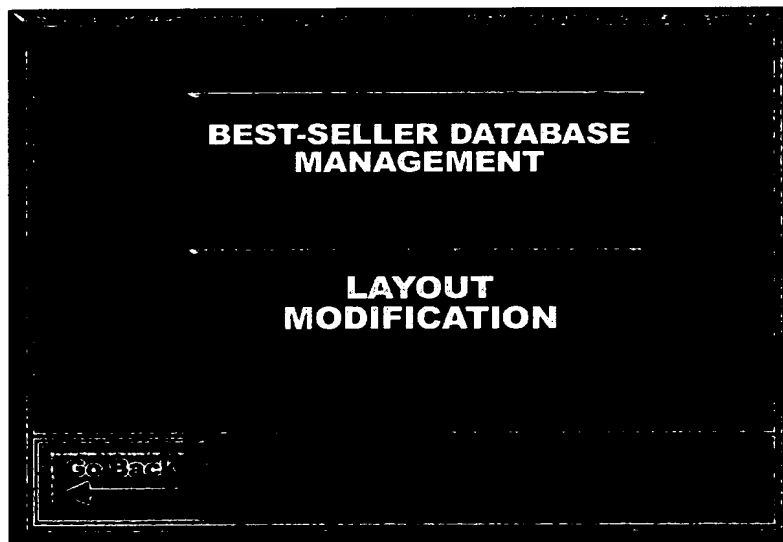 BEST-SELLER DATABASE
MANAGEMENT
LAYOUT
MODIFICATION
Go Back